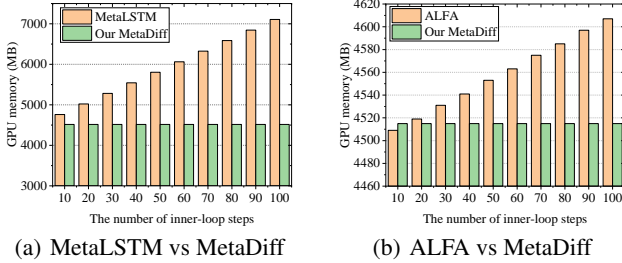 7000
6000
5000
4000
3000
GPU memory (MB)
MetaLSTM
Our MetaDiff
10 20 30 40 50 60 70 80 90 100
The number of inner-loop steps
(a) MetaLSTM vs MetaDiff
4620
4600
4580
4560
4540
4520
4500
4480
4460
GPU memory (MB)
ALFA
Our MetaDiff
10 20 30 40 50 60 70 80 90 100
The number of inner-loop steps
(b) ALFA vs MetaDiff